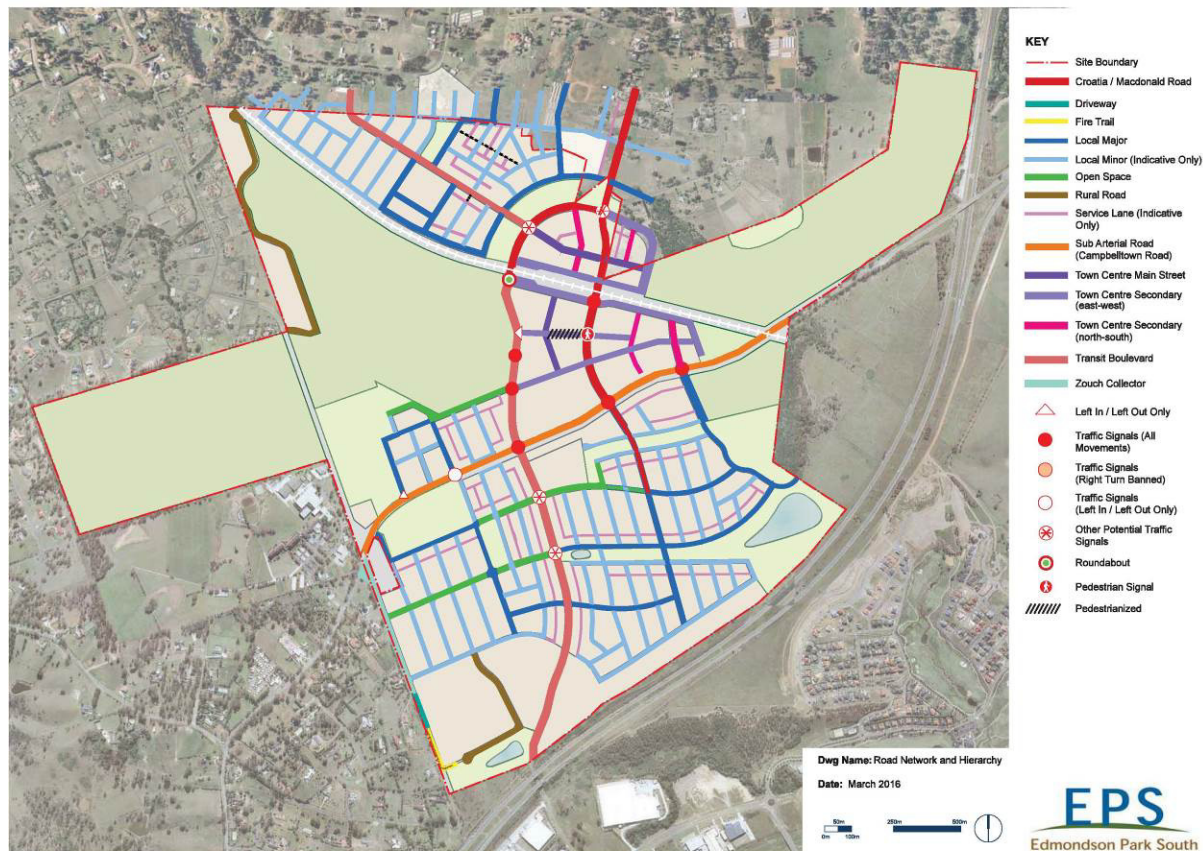 KEY
Site Boundary
Croatia / Macdonald Road
Driveway
Fire Trail
Local Major
Local Minor (Indicative Only)
Open Space
Rural Road
Service Lane (Indicative
Only)
Sub Arterial Road
(Campbelltown Road)
Town Centre Main Street
Town Centre Secondary
(east-west)
Town Centre Secondary
(north-south)
Transit Boulevard
Zouch Collector
Left In / Left Out Only
Traffic Signals (All
Movements)
Traffic Signals
(Right Turn Banned)
Traffic Signals
(Left In / Left Out Only)
Other Potential Traffic
Signals
Roundabout
Pedestrian Signal
Pedestrianized
Dwg Name: Road Network and Hierarchy
Date: March 2016
50m 250m 500m
0m 100m
EPS
Edmondson Park South